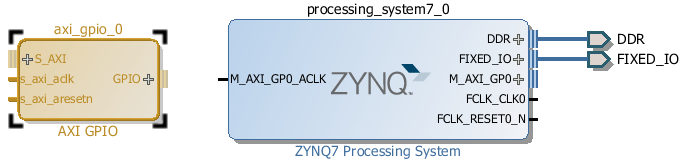 axi_gpio_0
S_AXI
s_axi_aclk
s_axi_aresetn
GPIO
AXI GPIO
processing_system7_0
M_AXI_GP0_ACLK
ZYNQ
DDR
FIXED_IO
M_AXI_GP0
FCLK_CLK0
FCLK_RESET0_N
ZYNQ7 Processing System
DDR
FIXED_IO